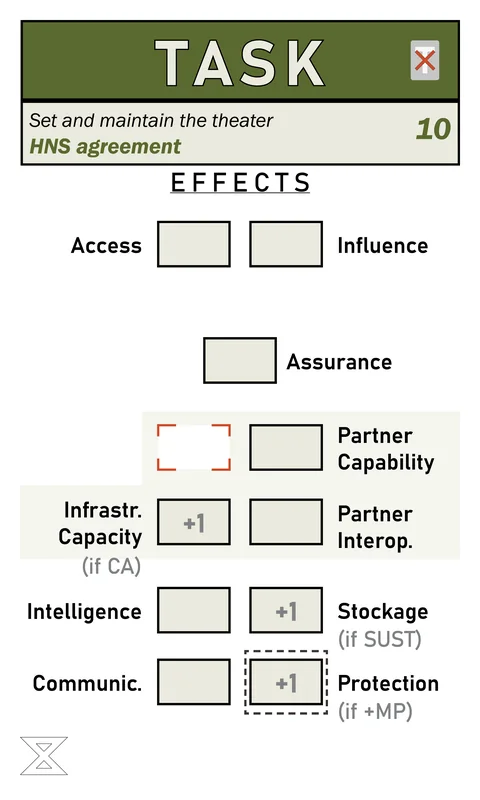 TASK
T
Set and maintain the theater
HNS agreement
10
EFFECTS
Access
Influence
Assurance
Partner
Capability
Infrastr.
Capacity
(if CA)
+1
Partner
Interop.
Intelligence
+1
Stockage
(if SUST)
Communic.
+1
Protection
(if +MP)